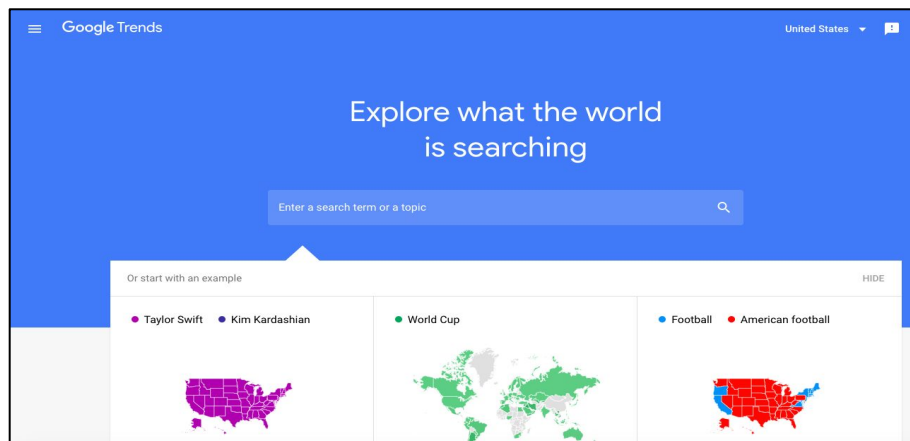 Google Trends
United States
Explore what the world
is searching
Enter a search term or a topic
Or start with an example
HIDE
Taylor Swift Kim Kardashian
World Cup
Football American football